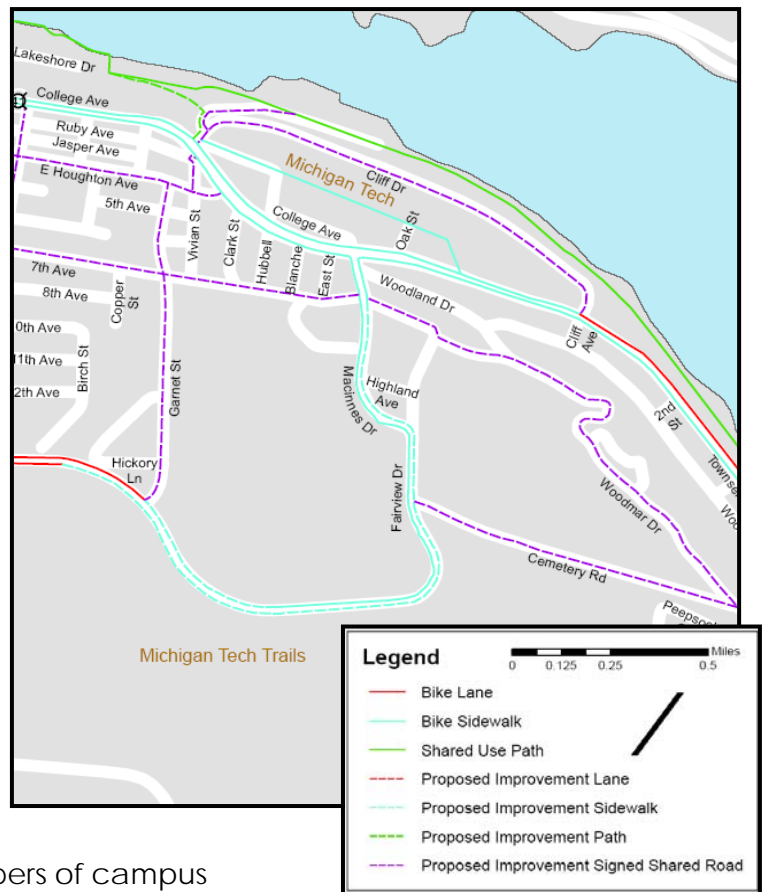 Lakeshore Dr
College Ave
Ruby Ave
Jasper Ave
E Houghton Ave
5th Ave
Michigan Tech
Cliff Dr
Vivian St
Clark St
Hubbell
College Ave
Oak St
Blanche
East St
7th Ave
8th Ave
Copper St
Woodland Dr
Cliff Ave
0th Ave
11th Ave
2th Ave
Birch St
Garnet St
Macinnes Dr
Highland Ave
2nd St
Townse
Woo
Hickory Ln
Fairview Dr
Woodmar Dr
Cemetery Rd
Peepsoc
Michigan Tech Trails
Legend
0 0.125 0.25 0.5 Miles
Bike Lane
Bike Sidewalk
Shared Use Path
Proposed Improvement Lane
Proposed Improvement Sidewalk
Proposed Improvement Path
Proposed Improvement Signed Shared Road
bers of campus